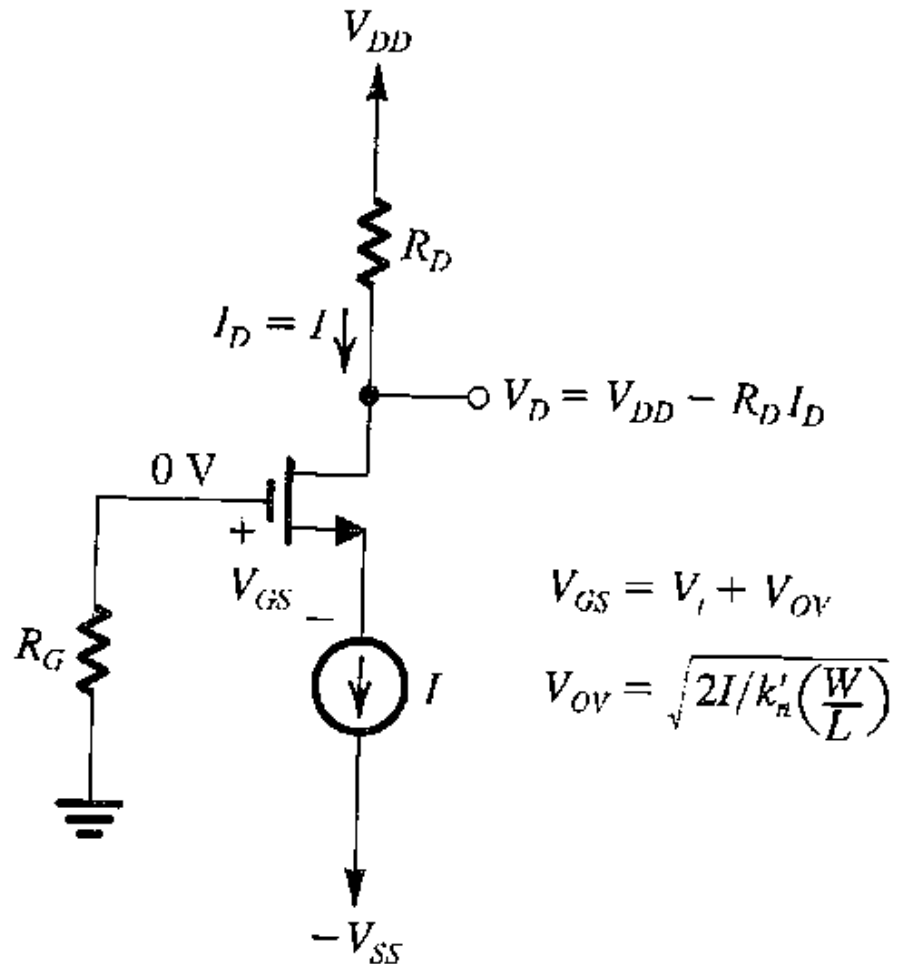 V_DD
R_D
I_D = I
V_D = V_DD − R_D I_D
0 V
+
V_GS
−
V_GS = V_t + V_OV
R_G
I
V_OV = √(2I/k'_n(W/L))
−V_SS